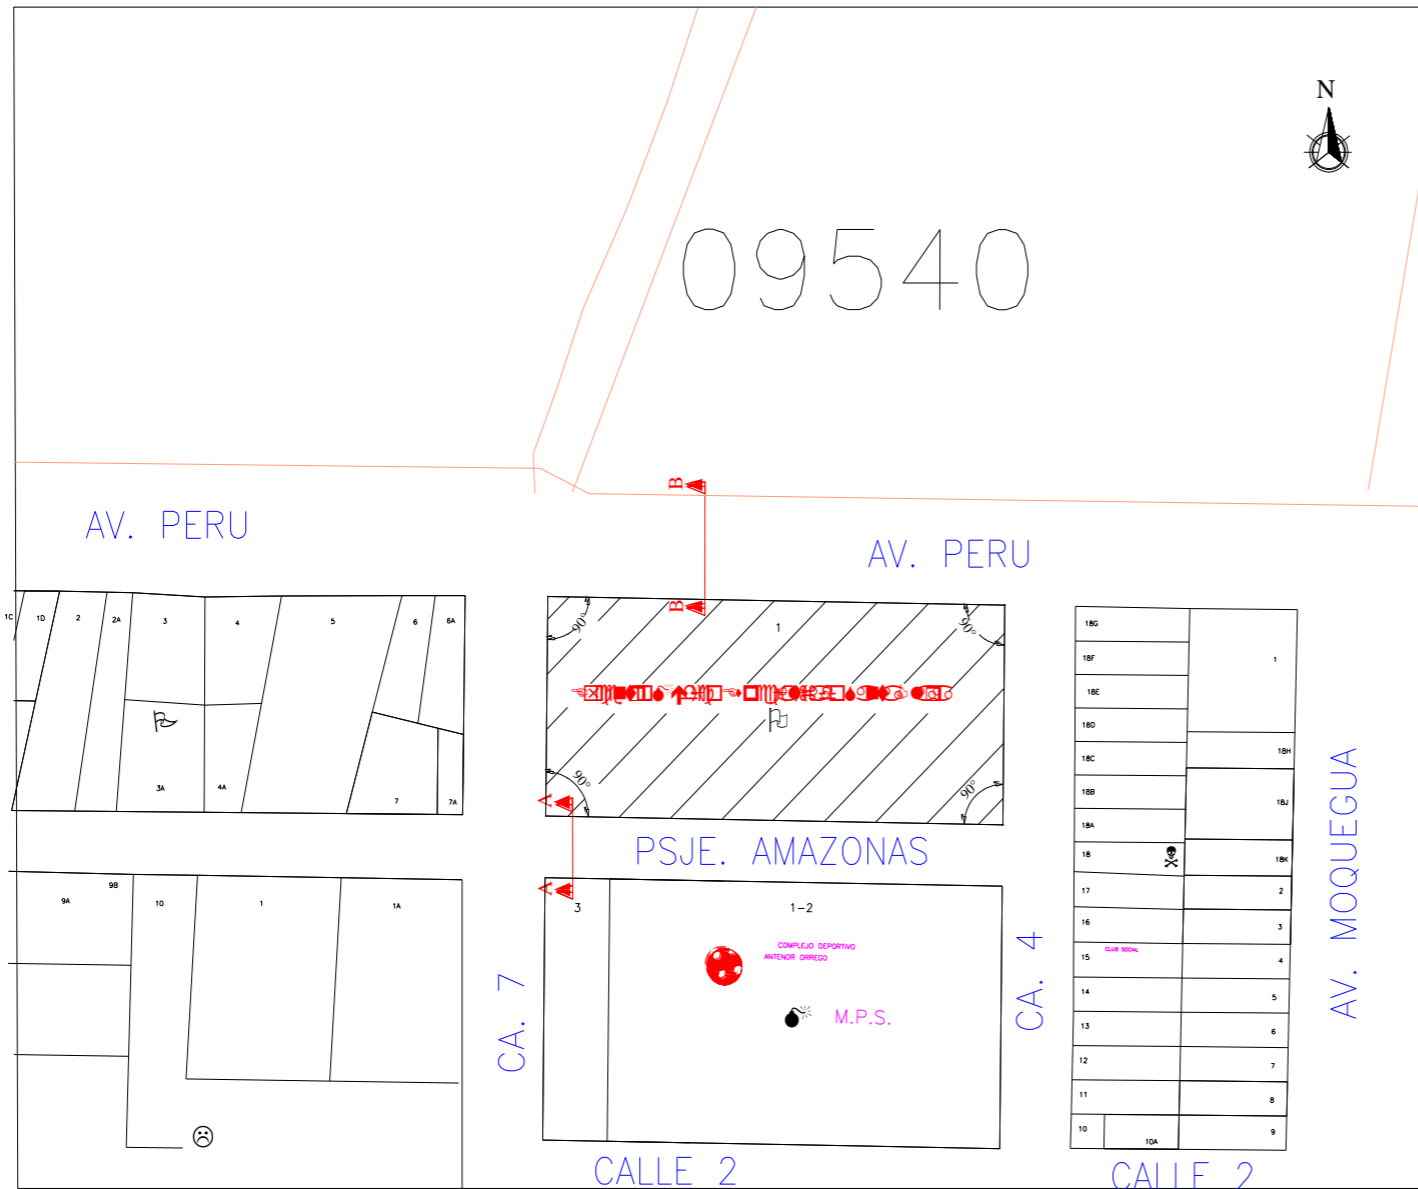 N
09540
B
AV. PERU
AV. PERU
B
1C
1D
2
2A
3
4
5
6
6A
3A
4A
7
7A
90°
90°
1
90°
90°
A
PSJE. AMAZONAS
A
18G
18F
18E
18D
18C
18B
18A
18
17
16
15
CLUB SOCIAL
14
13
12
11
10
10A
1
18H
18J
18K
2
3
4
5
6
7
8
9
AV. MOQUEGUA
9A
9B
10
1
1A
CA. 7
3
1-2
COMPLEJO DEPORTIVO
ANTENOR ORREGO
M.P.S.
CA. 4
CALLE 2
CALLE 2